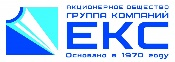 АКЦИОНЕРНОЕ ОБЩЕСТВО
ГРУППА КОМПАНИЙ
ЕКС
Основано в 1970 году